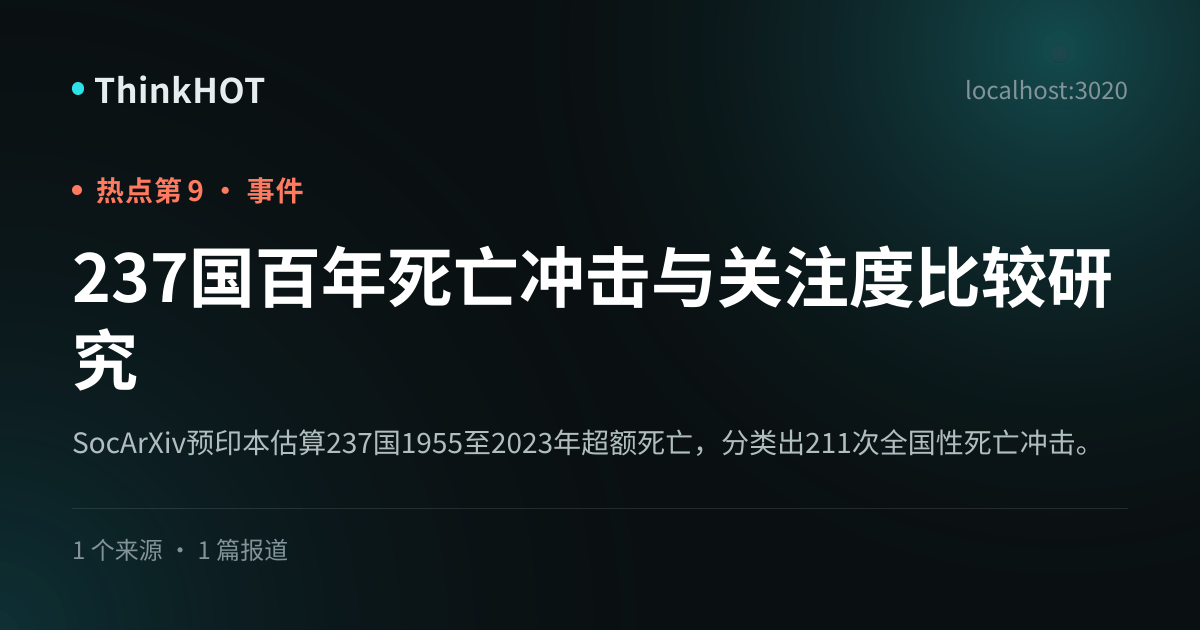 ThinkHOT
localhost:3020
热点第 9 · 事件
237国百年死亡冲击与关注度比较研
究
SocArXiv预印本估算237国1955至2023年超额死亡，分类出211次全国性死亡冲击。
1 个来源 · 1 篇报道